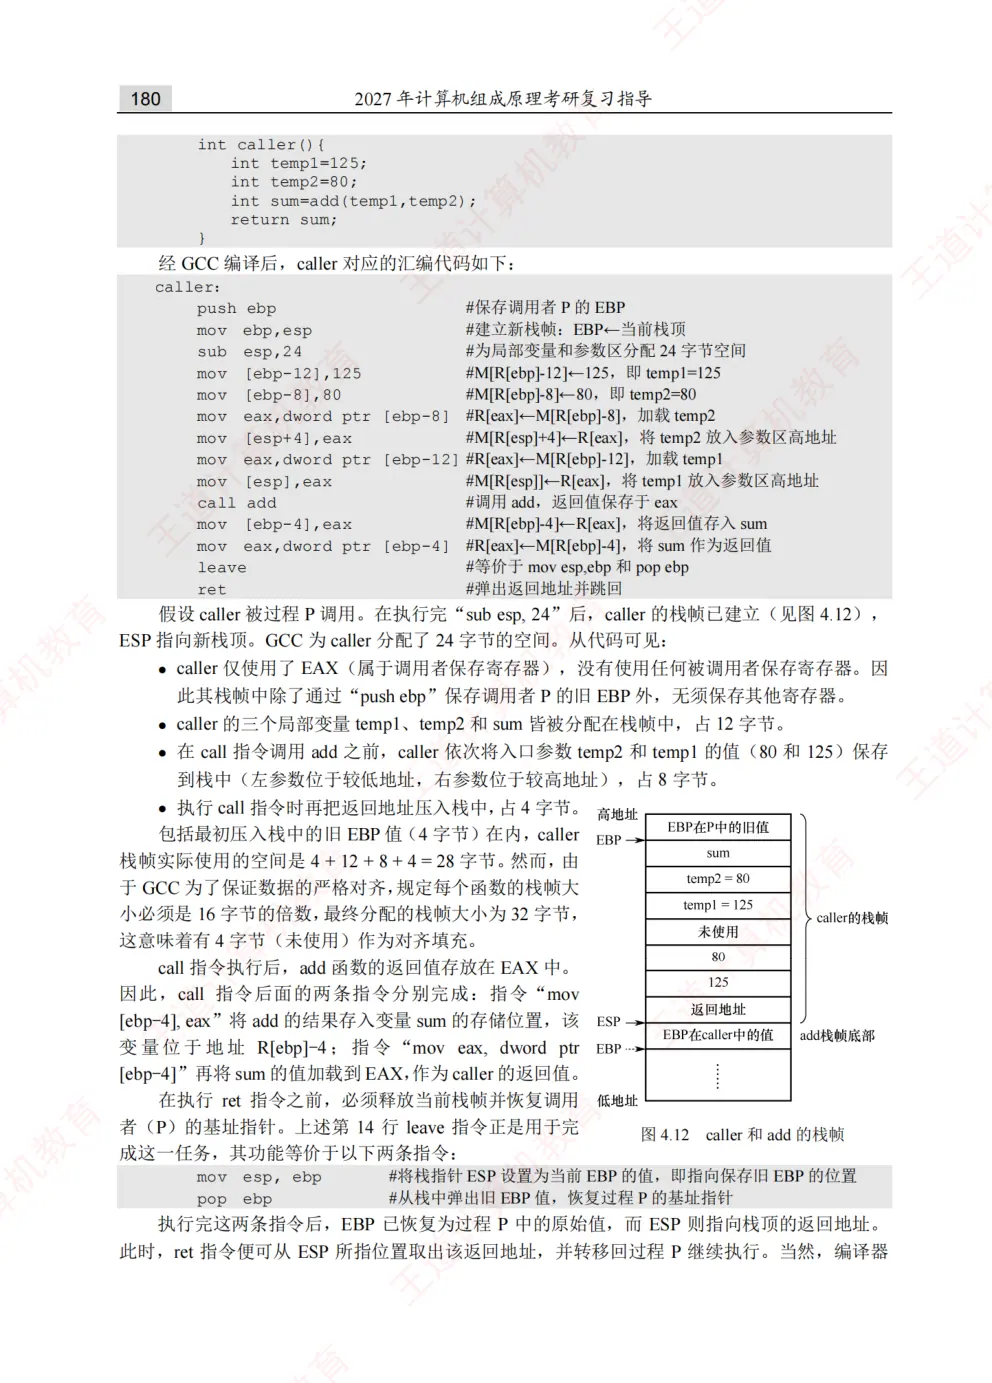 180
2027 年计算机组成原理考研复习指导
int caller(){
int temp1=125;
int temp2=80;
int sum=add(temp1,temp2);
return sum;
}
经 GCC 编译后，caller 对应的汇编代码如下：
caller:
push ebp #保存调用者 P 的 EBP
mov ebp,esp #建立新栈帧：EBP←当前栈顶
sub esp,24 #为局部变量和参数区分配 24 字节空间
mov [ebp-12],125 #M[R[ebp]-12]←125，即 temp1=125
mov [ebp-8],80 #M[R[ebp]-8]←80，即 temp2=80
mov eax,dword ptr [ebp-8] #R[eax]←M[R[ebp]-8]，加载 temp2
mov [esp+4],eax #M[R[esp]+4]←R[eax]，将 temp2 放入参数区高地址
mov eax,dword ptr [ebp-12] #R[eax]←M[R[ebp]-12]，加载 temp1
mov [esp],eax #M[R[esp]]←R[eax]，将 temp1 放入参数区高地址
call add #调用 add，返回值保存于 eax
mov [ebp-4],eax #M[R[ebp]-4]←R[eax]，将返回值存入 sum
mov eax,dword ptr [ebp-4] #R[eax]←M[R[ebp]-4]，将 sum 作为返回值
leave #等价于 mov esp,ebp 和 pop ebp
ret #弹出返回地址并跳回
假设 caller 被过程 P 调用。在执行完“sub esp, 24”后，caller 的栈帧已建立（见图 4.12），
ESP 指向新栈顶。GCC 为 caller 分配了 24 字节的空间。从代码可见：
● caller 仅使用了 EAX（属于调用者保存寄存器），没有使用任何被调用者保存寄存器。因
此其栈帧中除了通过“push ebp”保存调用者 P 的旧 EBP 外，无须保存其他寄存器。
● caller 的三个局部变量 temp1、temp2 和 sum 皆被分配在栈帧中，占 12 字节。
● 在 call 指令调用 add 之前，caller 依次将入口参数 temp2 和 temp1 的值（80 和 125）保存
到栈中（左参数位于较低地址，右参数位于较高地址），占 8 字节。
● 执行 call 指令时再把返回地址压入栈中，占 4 字节。
包括最初压入栈中的旧 EBP 值（4 字节）在内，caller
栈帧实际使用的空间是 4 + 12 + 8 + 4 = 28 字节。然而，由
于 GCC 为了保证数据的严格对齐，规定每个函数的栈帧大
小必须是 16 字节的倍数，最终分配的栈帧大小为 32 字节，
这意味着有 4 字节（未使用）作为对齐填充。
call 指令执行后，add 函数的返回值存放在 EAX 中。
因此，call 指令后面的两条指令分别完成：指令“mov
[ebp−4], eax”将 add 的结果存入变量 sum 的存储位置，该
变量位于地址 R[ebp]−4；指令“mov eax, dword ptr
[ebp−4]”再将 sum 的值加载到 EAX，作为 caller 的返回值。
在执行 ret 指令之前，必须释放当前栈帧并恢复调用
者（P）的基址指针。上述第 14 行 leave 指令正是用于完
成这一任务，其功能等价于以下两条指令：
高地址
EBP
EBP在P中的旧值
sum
temp2 = 80
temp1 = 125
未使用
80
125
返回地址
caller的栈帧
ESP
EBP在caller中的值
add栈帧底部
EBP
低地址
图 4.12 caller 和 add 的栈帧
mov esp, ebp #将栈指针 ESP 设置为当前 EBP 的值，即指向保存旧 EBP 的位置
pop ebp #从栈中弹出旧 EBP 值，恢复过程 P 的基址指针
执行完这两条指令后，EBP 已恢复为过程 P 中的原始值，而 ESP 则指向栈顶的返回地址。
此时，ret 指令便可从 ESP 所指位置取出该返回地址，并转移回过程 P 继续执行。当然，编译器
王道计算机教育